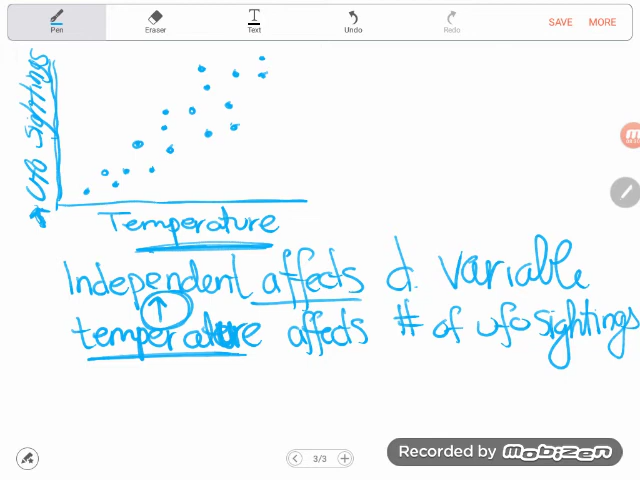 Pen
Eraser
Text
Undo
Redo
SAVE
MORE
Ufo sightings
Temperature
Independent affects d. variable
temperature affects # of ufo sightings
3/3
Recorded by mobizen